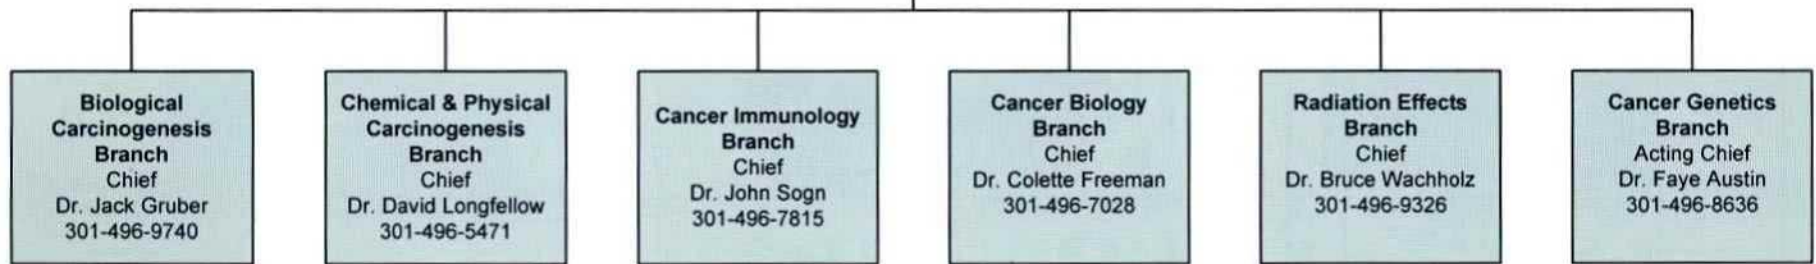 Biological
Carcinogenesis
Branch
Chief
Dr. Jack Gruber
301-496-9740
Chemical & Physical
Carcinogenesis
Branch
Chief
Dr. David Longfellow
301-496-5471
Cancer Immunology
Branch
Chief
Dr. John Sogn
301-496-7815
Cancer Biology
Branch
Chief
Dr. Colette Freeman
301-496-7028
Radiation Effects
Branch
Chief
Dr. Bruce Wachholz
301-496-9326
Cancer Genetics
Branch
Acting Chief
Dr. Faye Austin
301-496-8636